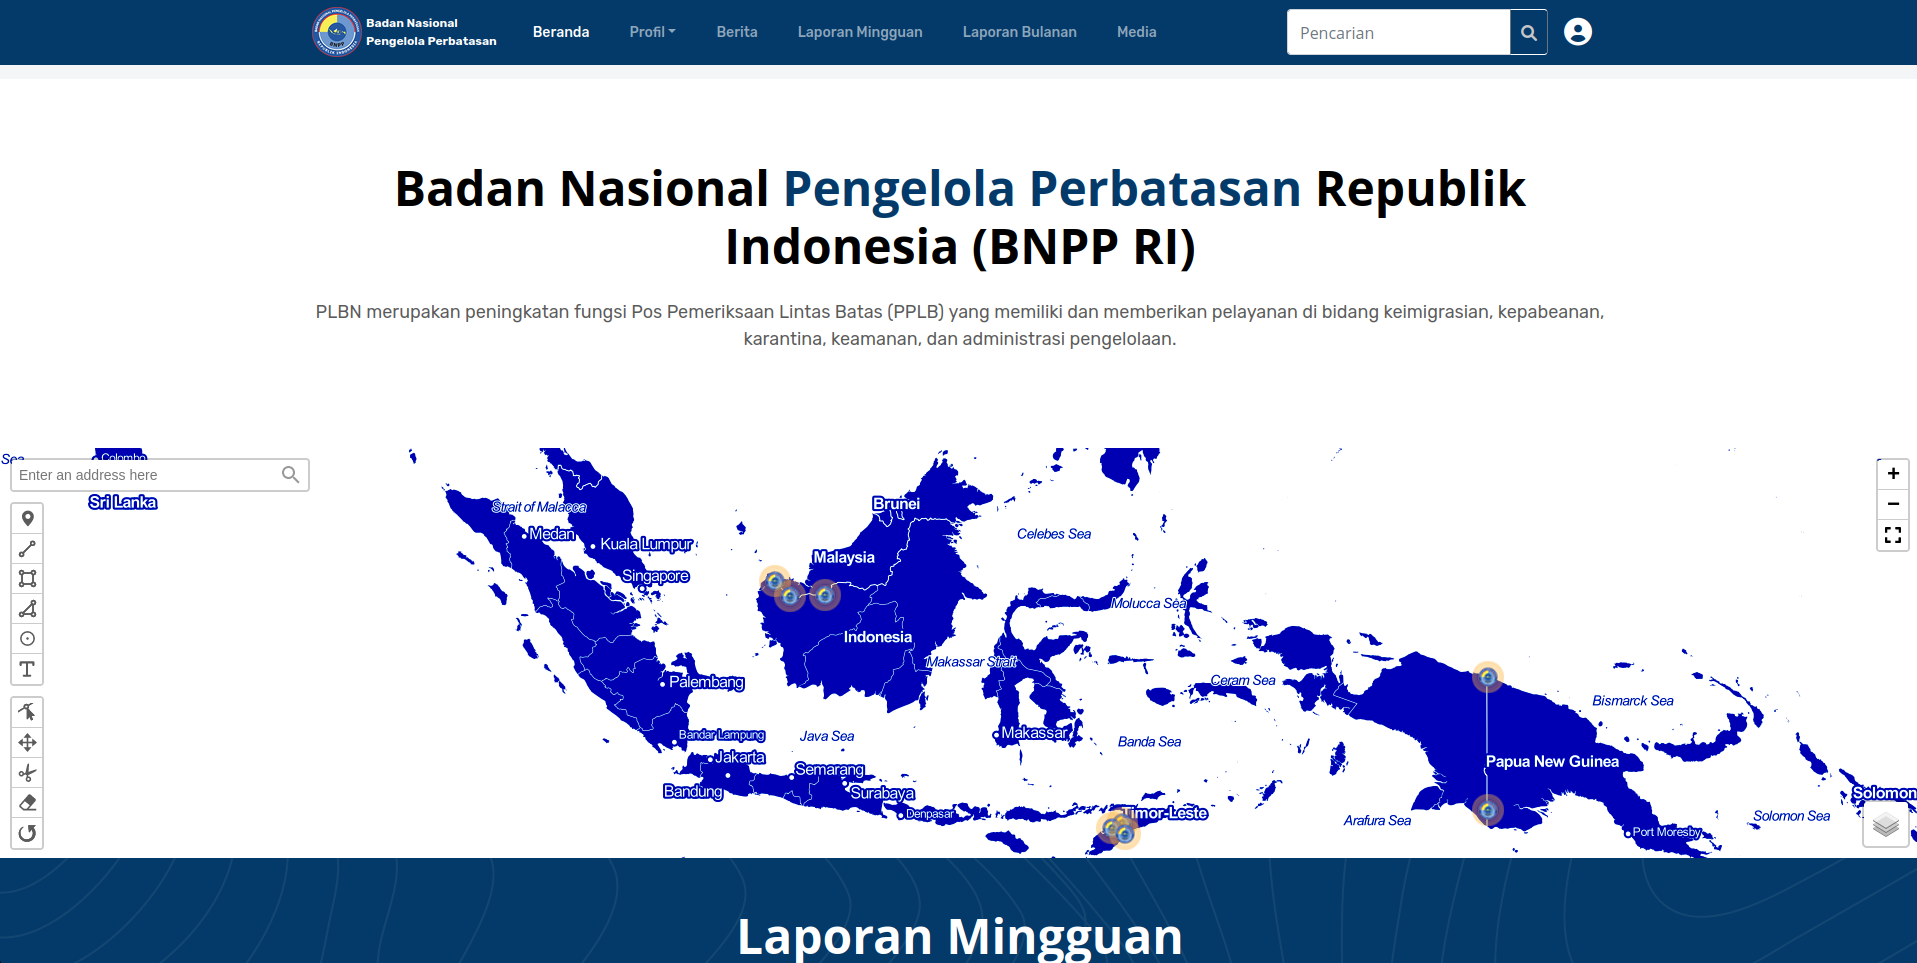 Badan Nasional
Pengelola Perbatasan
Beranda
Profil
Berita
Laporan Mingguan
Laporan Bulanan
Media
Pencarian
Badan Nasional Pengelola Perbatasan Republik
Indonesia (BNPP RI)
PLBN merupakan peningkatan fungsi Pos Pemeriksaan Lintas Batas (PPLB) yang memiliki dan memberikan pelayanan di bidang keimigrasian, kepabeanan,
karantina, keamanan, dan administrasi pengelolaan.
Sea
Colombo
Enter an address here
Sri Lanka
Strait of Malacca
Medan
Kuala Lumpur
Singapore
Brunei
Malaysia
Celebes Sea
Molucca Sea
Indonesia
Makassar Strait
Ceram Sea
Palembang
Bismarck Sea
Bandar Lampung
Java Sea
Makassar
Banda Sea
Jakarta
Semarang
Papua New Guinea
Bandung
Surabaya
Denpasar
Timor-Leste
Arafura Sea
Solomon
Solomon Sea
Port Moresby
+
−
T
Laporan Mingguan